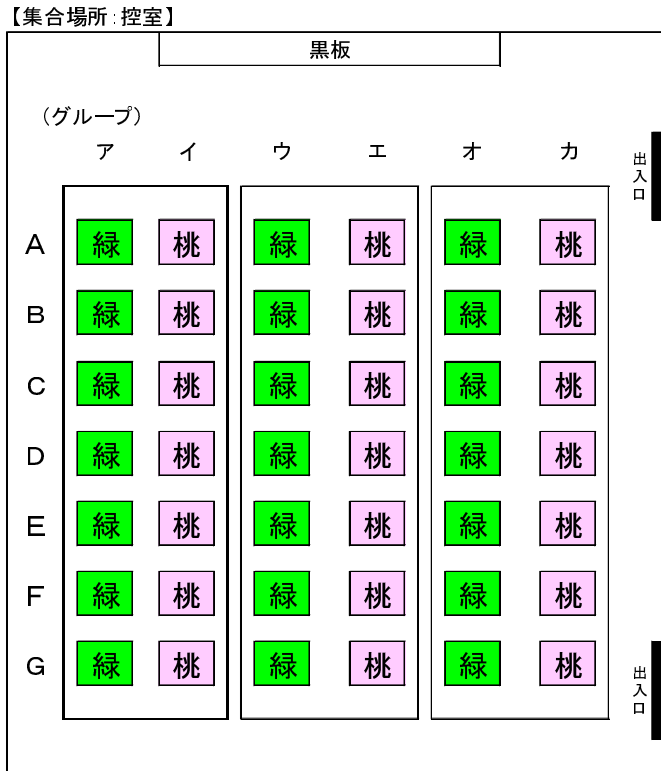 【集合場所:控室】
黒板
（グループ）
ア イ ウ エ オ カ
出入口
A 緑 桃 緑 桃 緑 桃
B 緑 桃 緑 桃 緑 桃
C 緑 桃 緑 桃 緑 桃
D 緑 桃 緑 桃 緑 桃
E 緑 桃 緑 桃 緑 桃
F 緑 桃 緑 桃 緑 桃
G 緑 桃 緑 桃 緑 桃
出入口